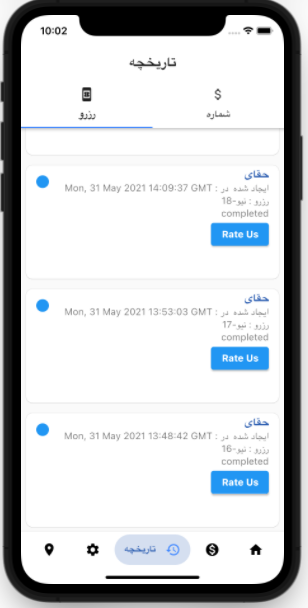 10:02
تاریخچه
شماره
رزرو
حقای
ایجاد شده در : Mon, 31 May 2021 14:09:37 GMT
رزرو : نیو-18
completed
Rate Us
حقای
ایجاد شده در : Mon, 31 May 2021 13:53:03 GMT
رزرو : نیو-17
completed
Rate Us
حقای
ایجاد شده در : Mon, 31 May 2021 13:48:42 GMT
رزرو : نیو-16
completed
Rate Us
تاریخچه